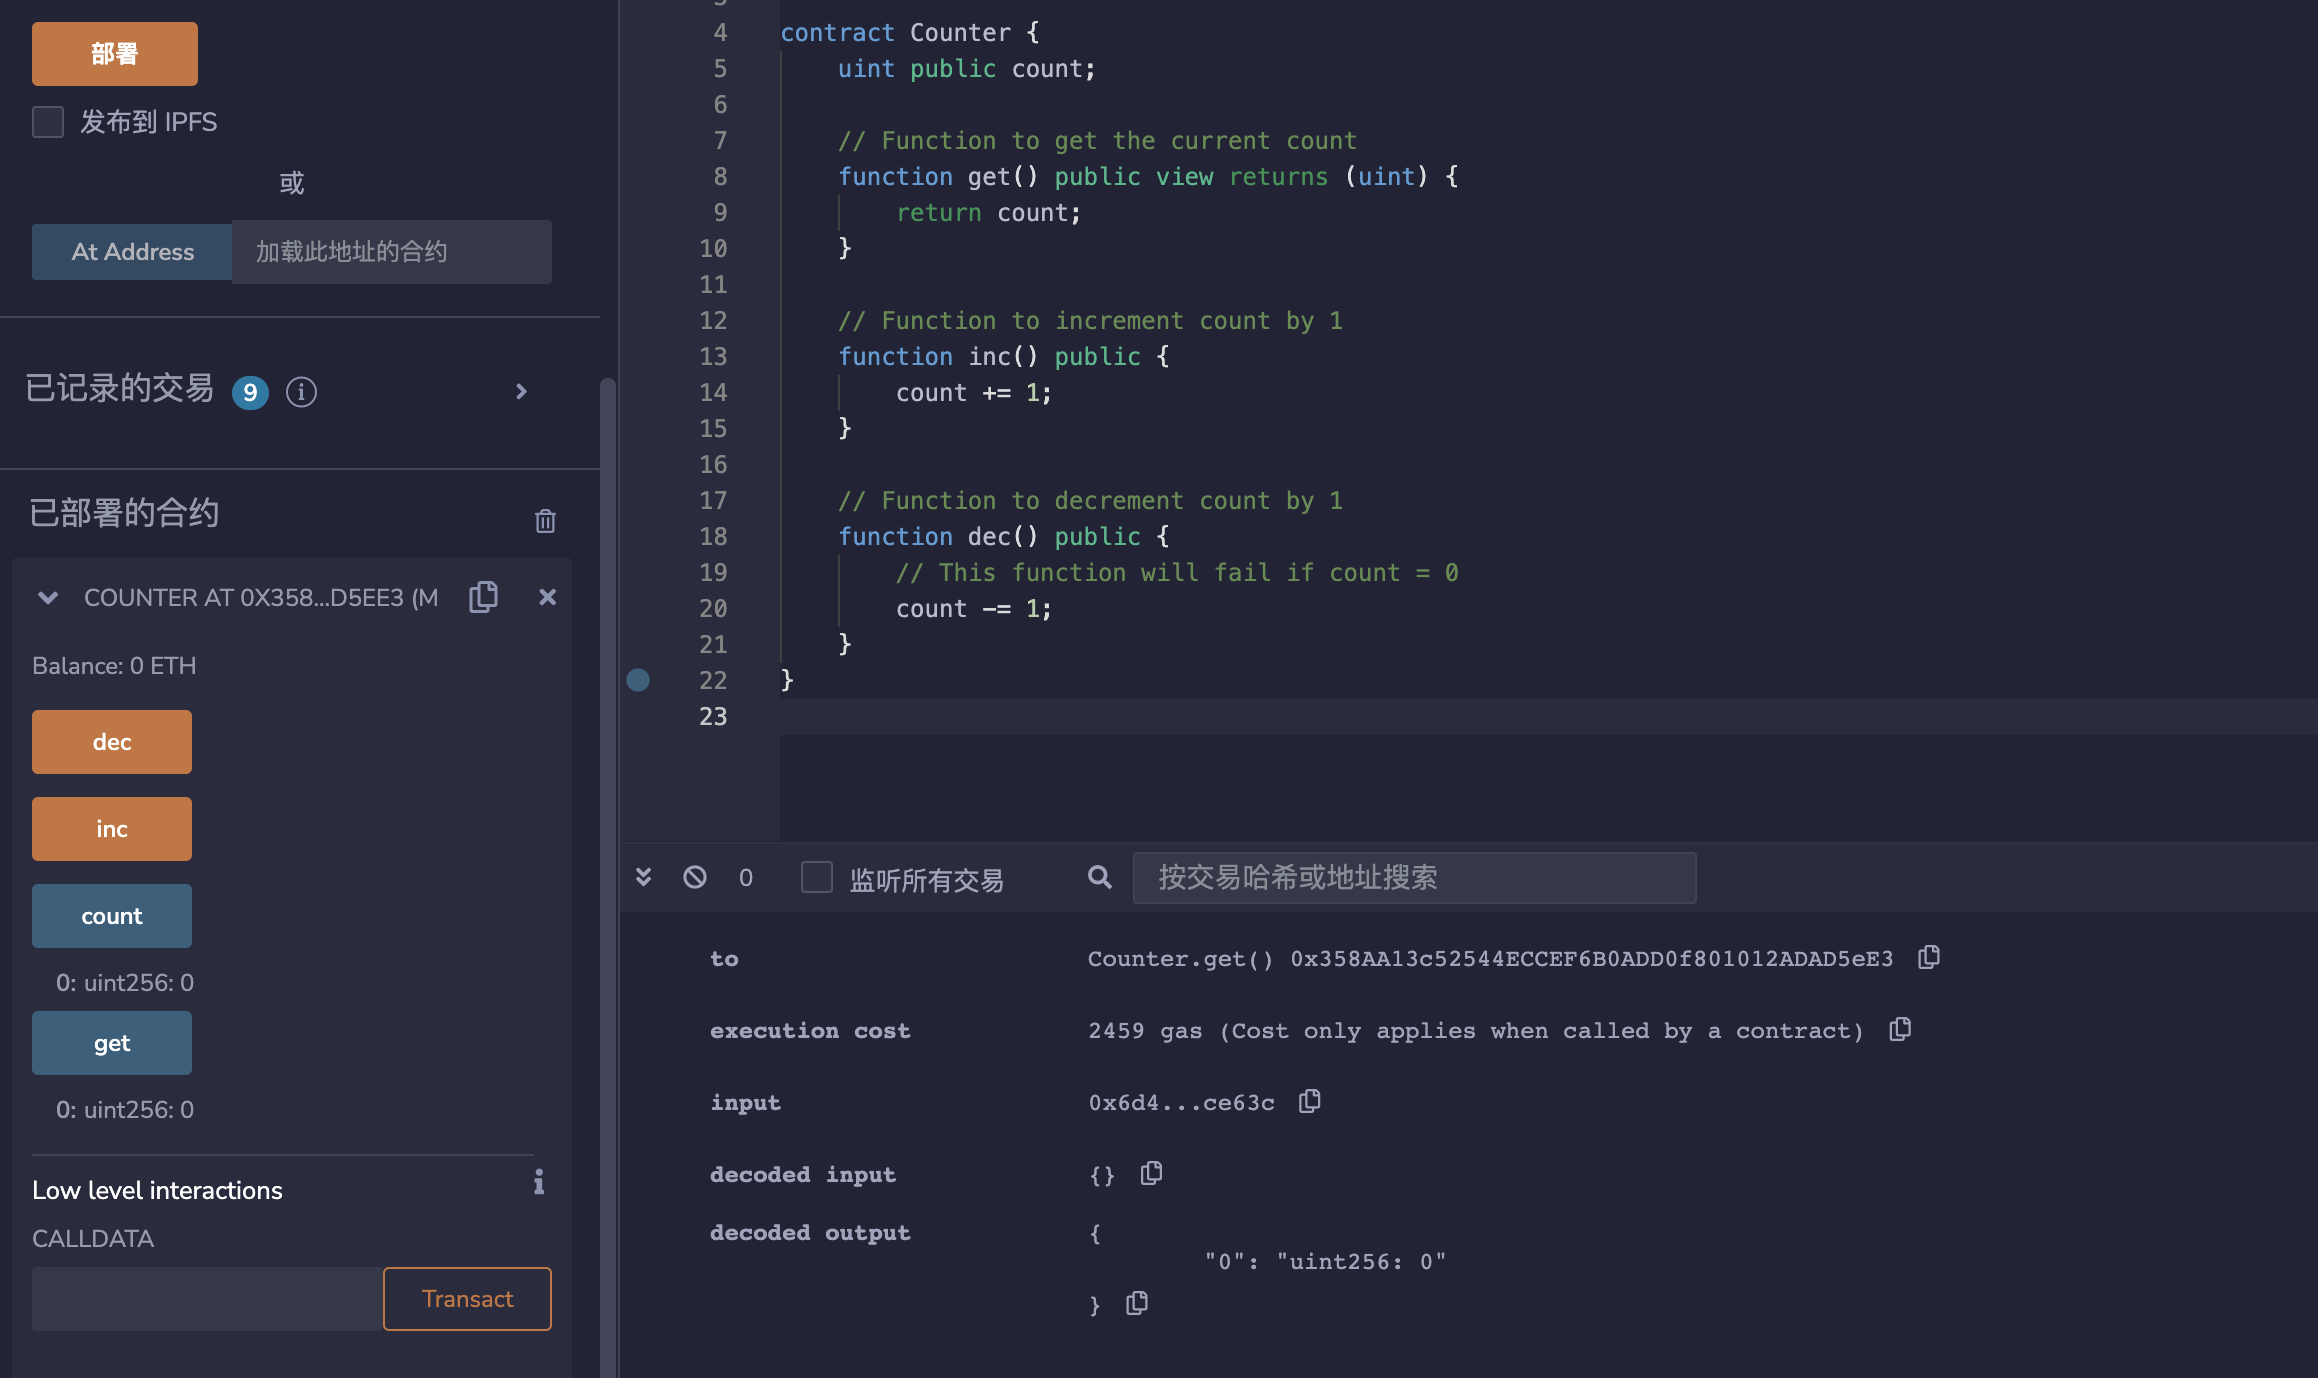 部署
发布到 IPFS
或
At Address
加载此地址的合约
已记录的交易 9
已部署的合约
COUNTER AT 0X358...D5EE3 (M
Balance: 0 ETH
dec
inc
count
0: uint256: 0
get
0: uint256: 0
Low level interactions
CALLDATA
Transact
4 contract Counter {
5 uint public count;
6
7 // Function to get the current count
8 function get() public view returns (uint) {
9 return count;
10 }
11
12 // Function to increment count by 1
13 function inc() public {
14 count += 1;
15 }
16
17 // Function to decrement count by 1
18 function dec() public {
19 // This function will fail if count = 0
20 count -= 1;
21 }
22 }
23
0 监听所有交易 按交易哈希或地址搜索
to Counter.get() 0x358AA13c52544ECCEF6B0ADD0f801012ADAD5eE3
execution cost 2459 gas (Cost only applies when called by a contract)
input 0x6d4...ce63c
decoded input {}
decoded output {
"0": "uint256: 0"
}